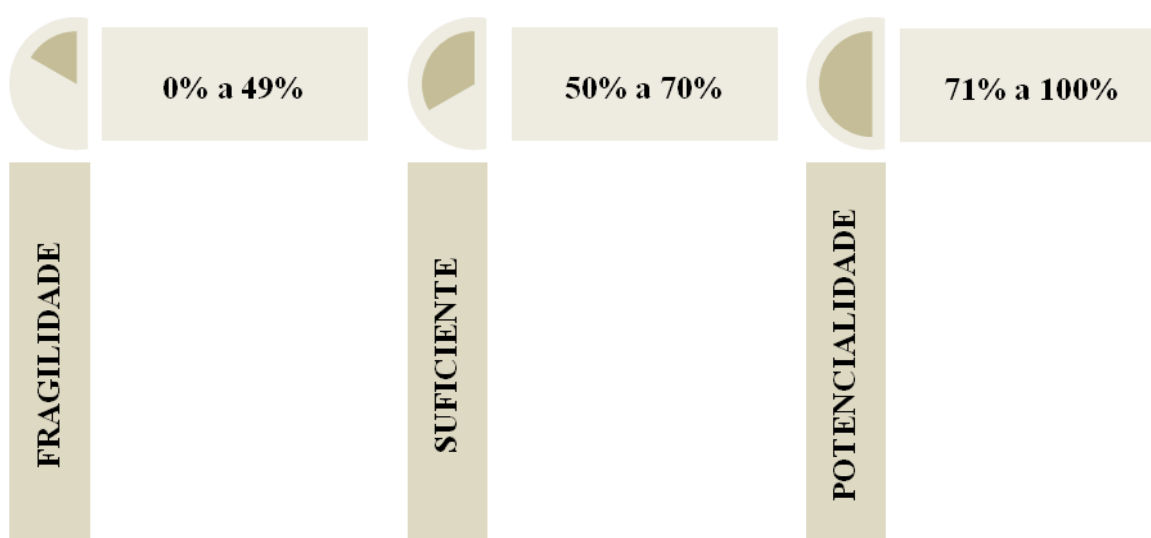 0% a 49%
50% a 70%
71% a 100%
FRAGILIDADE
SUFICIENTE
POTENCIALIDADE